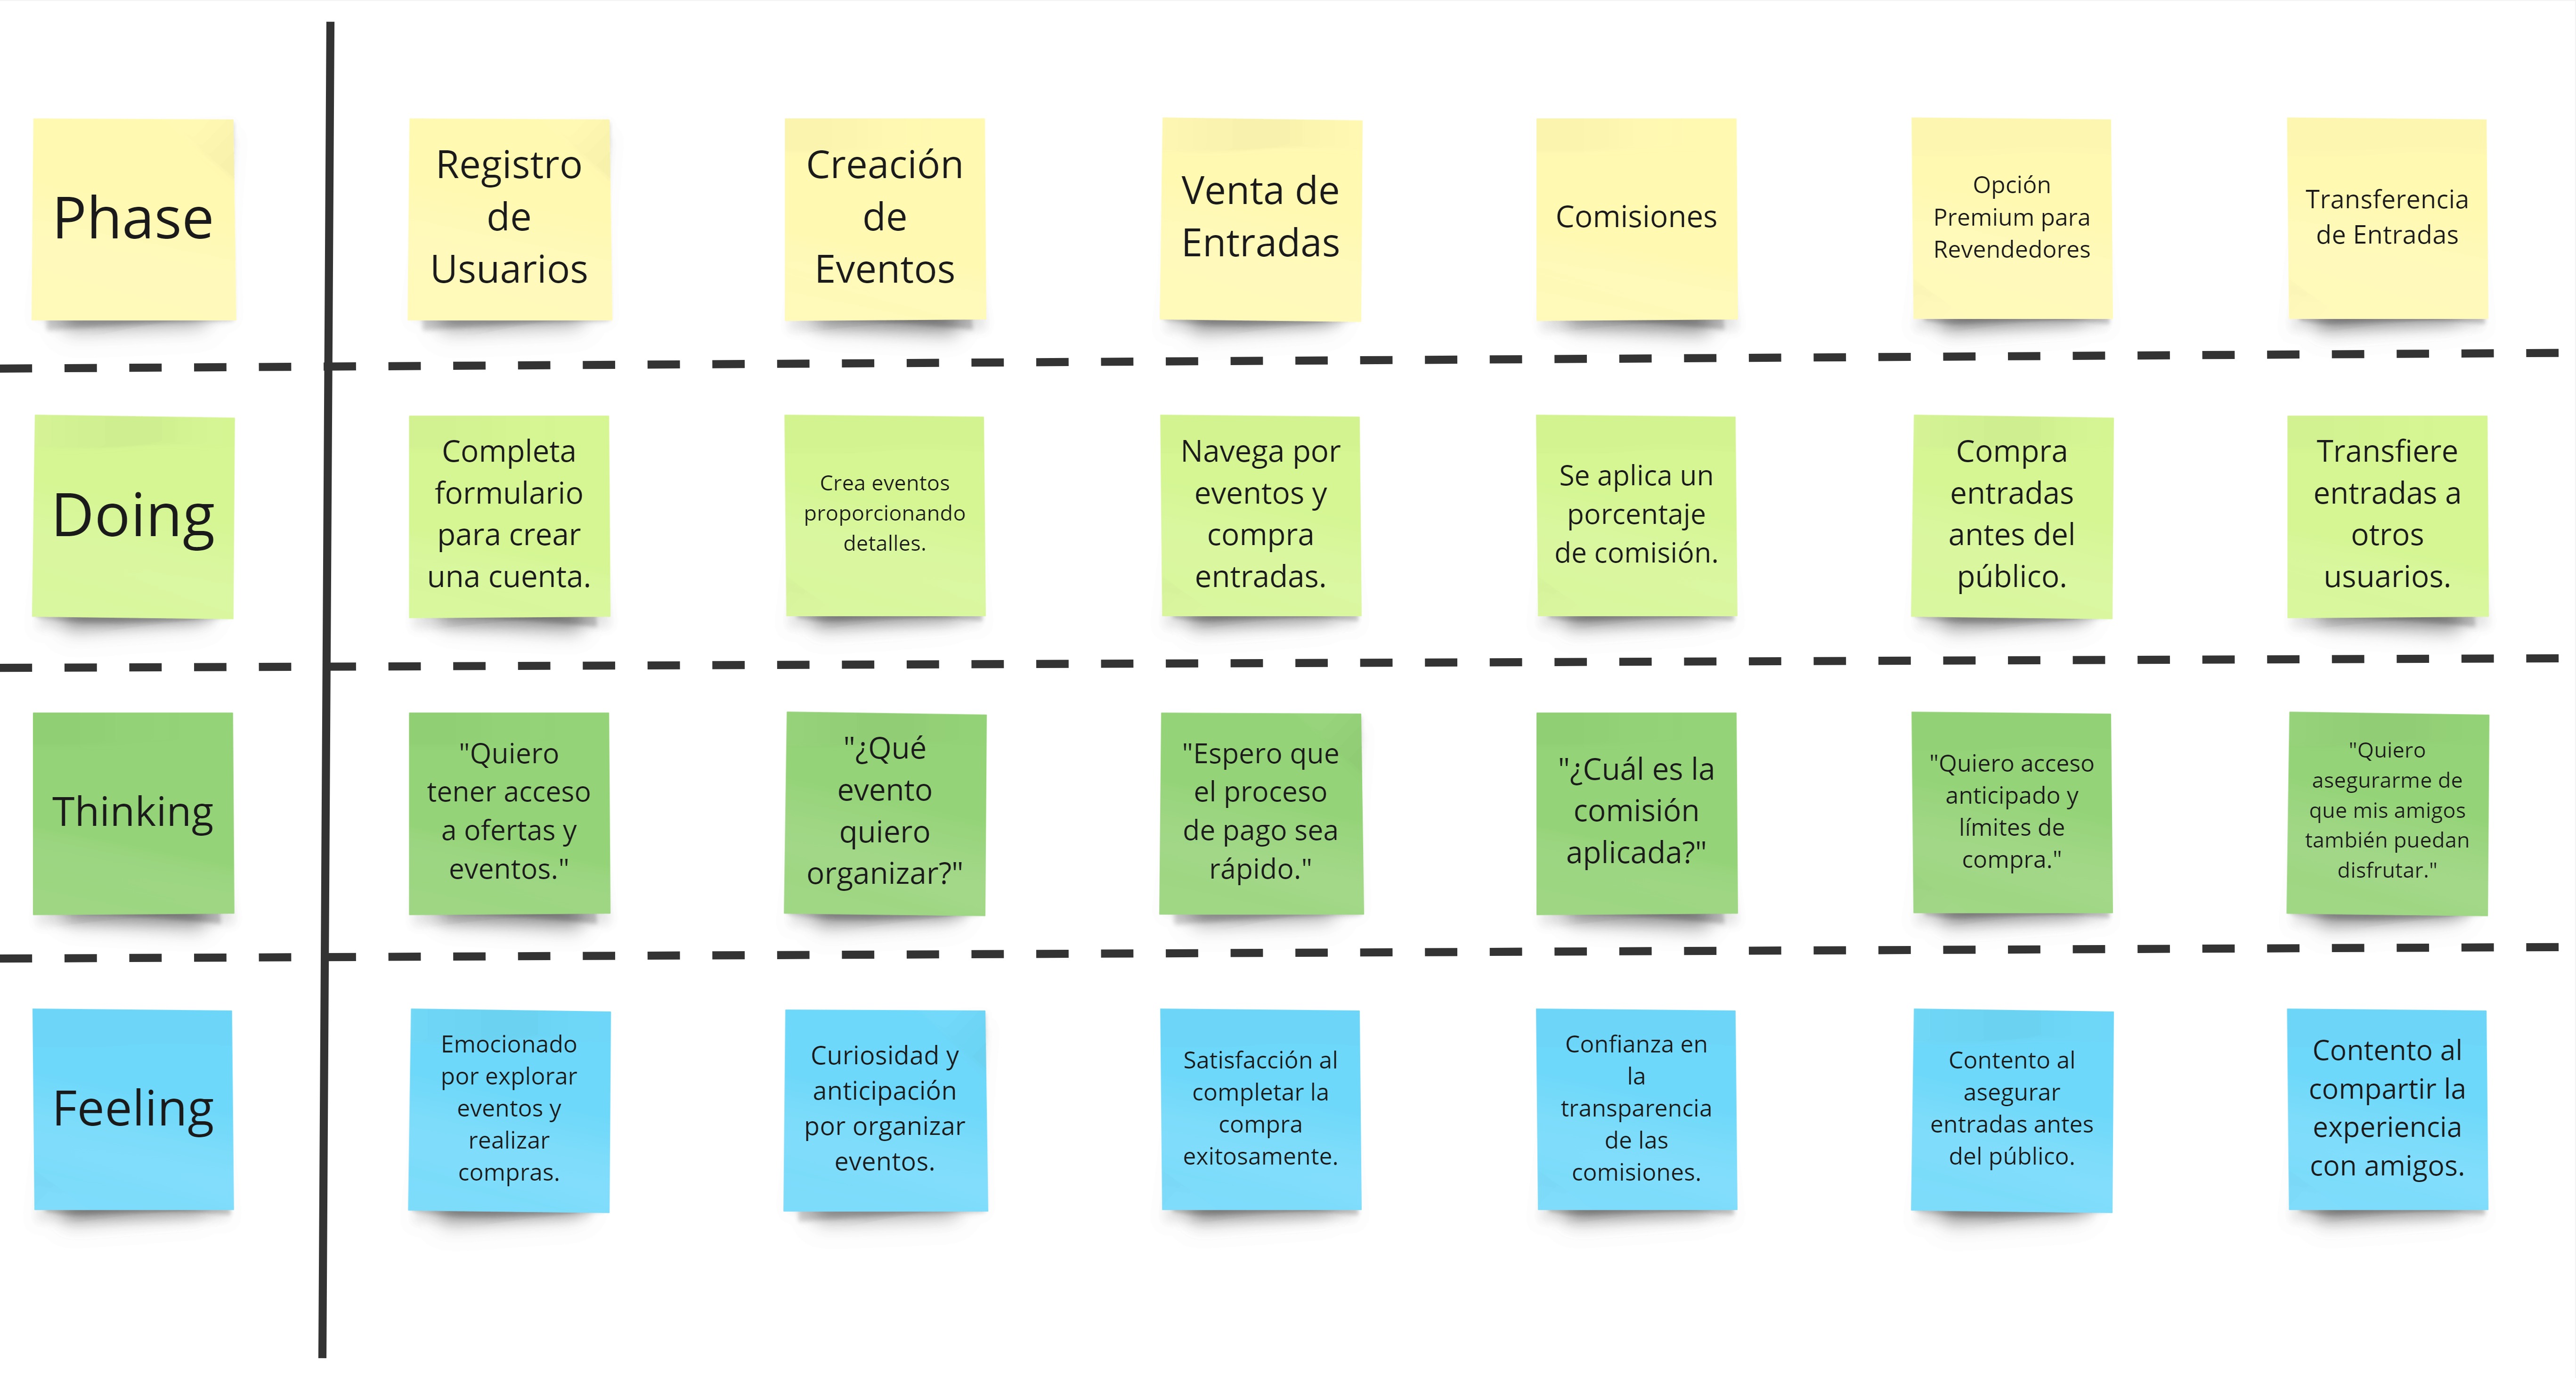 Phase
Registro
de
Usuarios
Creación
de
Eventos
Venta de
Entradas
Comisiones
Opción
Premium para
Revendedores
Transferencia
de Entradas
Doing
Completa
formulario
para crear
una cuenta.
Crea eventos
proporcionando
detalles.
Navega por
eventos y
compra
entradas.
Se aplica un
porcentaje
de comisión.
Compra
entradas
antes del
público.
Transfiere
entradas a
otros
usuarios.
Thinking
"Quiero
tener acceso
a ofertas y
eventos."
"¿Qué
evento
quiero
organizar?"
"Espero que
el proceso
de pago sea
rápido."
"¿Cuál es la
comisión
aplicada?"
"Quiero acceso
anticipado y
límites de
compra."
"Quiero
asegurarme de
que mis amigos
también puedan
disfrutar."
Feeling
Emocionado
por explorar
eventos y
realizar
compras.
Curiosidad y
anticipación
por organizar
eventos.
Satisfacción al
completar la
compra
exitosamente.
Confianza en
la
transparencia
de las
comisiones.
Contento al
asegurar
entradas antes
del público.
Contento al
compartir la
experiencia
con amigos.